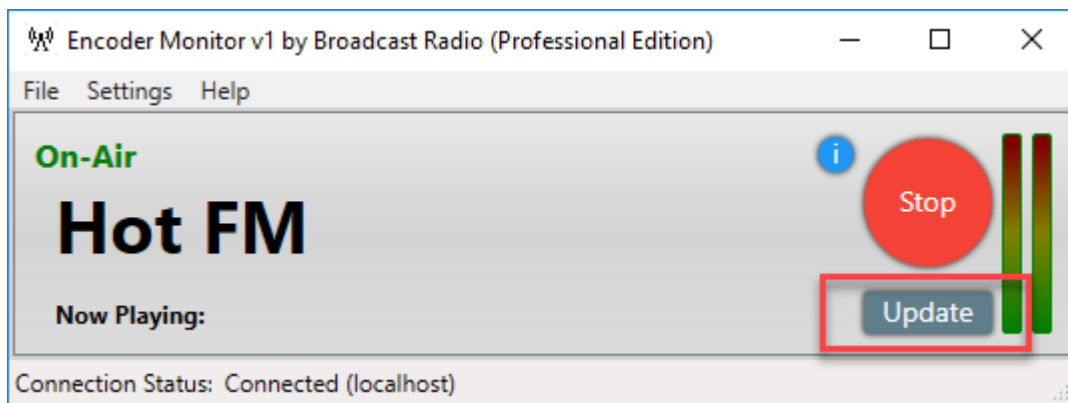 Encoder Monitor v1 by Broadcast Radio (Professional Edition)
File Settings Help
On-Air
i
Stop
Hot FM
Now Playing:
Update
Connection Status: Connected (localhost)